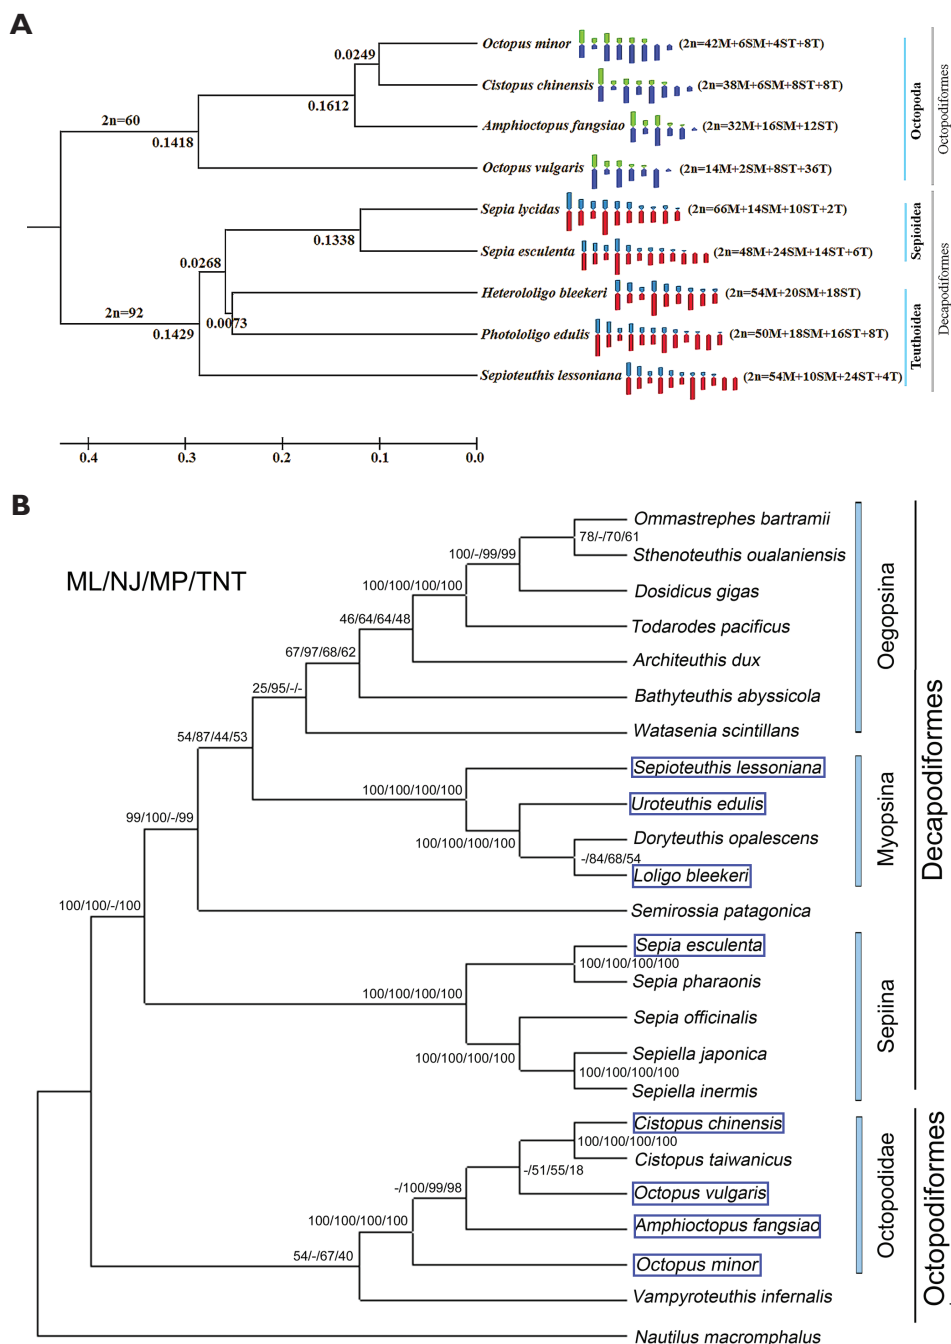 A
0.0249
Octopus minor (2n=42M+6SM+4ST+8T)
Cistopus chinensis (2n=38M+6SM+8ST+8T)
0.1612
2n=60
Amphioctopus fangsiao (2n=32M+16SM+12ST)
0.1418
Octopus vulgaris (2n=14M+2SM+8ST+36T)
Octopoda
Octopodiformes
Sepia lycidas (2n=66M+14SM+10ST+2T)
0.1338
Sepia esculenta (2n=48M+24SM+14ST+6T)
Sepioidea
0.0268
Heterololigo bleekeri (2n=54M+20SM+18ST)
2n=92
0.0073
0.1429
Photololigo edulis (2n=50M+18SM+16ST+8T)
Sepioteuthis lessoniana (2n=54M+10SM+24ST+4T)
Teuthoidea
Decapodiformes
0.4 0.3 0.2 0.1 0.0
B
ML/NJ/MP/TNT
Ommastrephes bartramii
78/-/70/61
100/-/99/99
Sthenoteuthis oualaniensis
100/100/100/100
Dosidicus gigas
46/64/64/48
Todarodes pacificus
67/97/68/62
Architeuthis dux
25/95/-/-
Bathyteuthis abyssicola
54/87/44/53
Watasenia scintillans
Oegopsina
Sepioteuthis lessoniana
100/100/100/100
Uroteuthis edulis
99/100/-/99
100/100/100/100
Doryteuthis opalescens
-/84/68/54
Loligo bleekeri
Myopsina
100/100/-/100
Semirossia patagonica
Sepia esculenta
100/100/100/100
Sepia pharaonis
100/100/100/100
Sepia officinalis
100/100/100/100
Sepiella japonica
100/100/100/100
Sepiella inermis
Sepiina
Decapodiformes
Cistopus chinensis
100/100/100/100
Cistopus taiwanicus
-/51/55/18
-/100/99/98
Octopus vulgaris
100/100/100/100
Amphioctopus fangsiao
54/-/67/40
Octopus minor
Octopodidae
Vampyroteuthis infernalis
Octopodiformes
Nautilus macromphalus